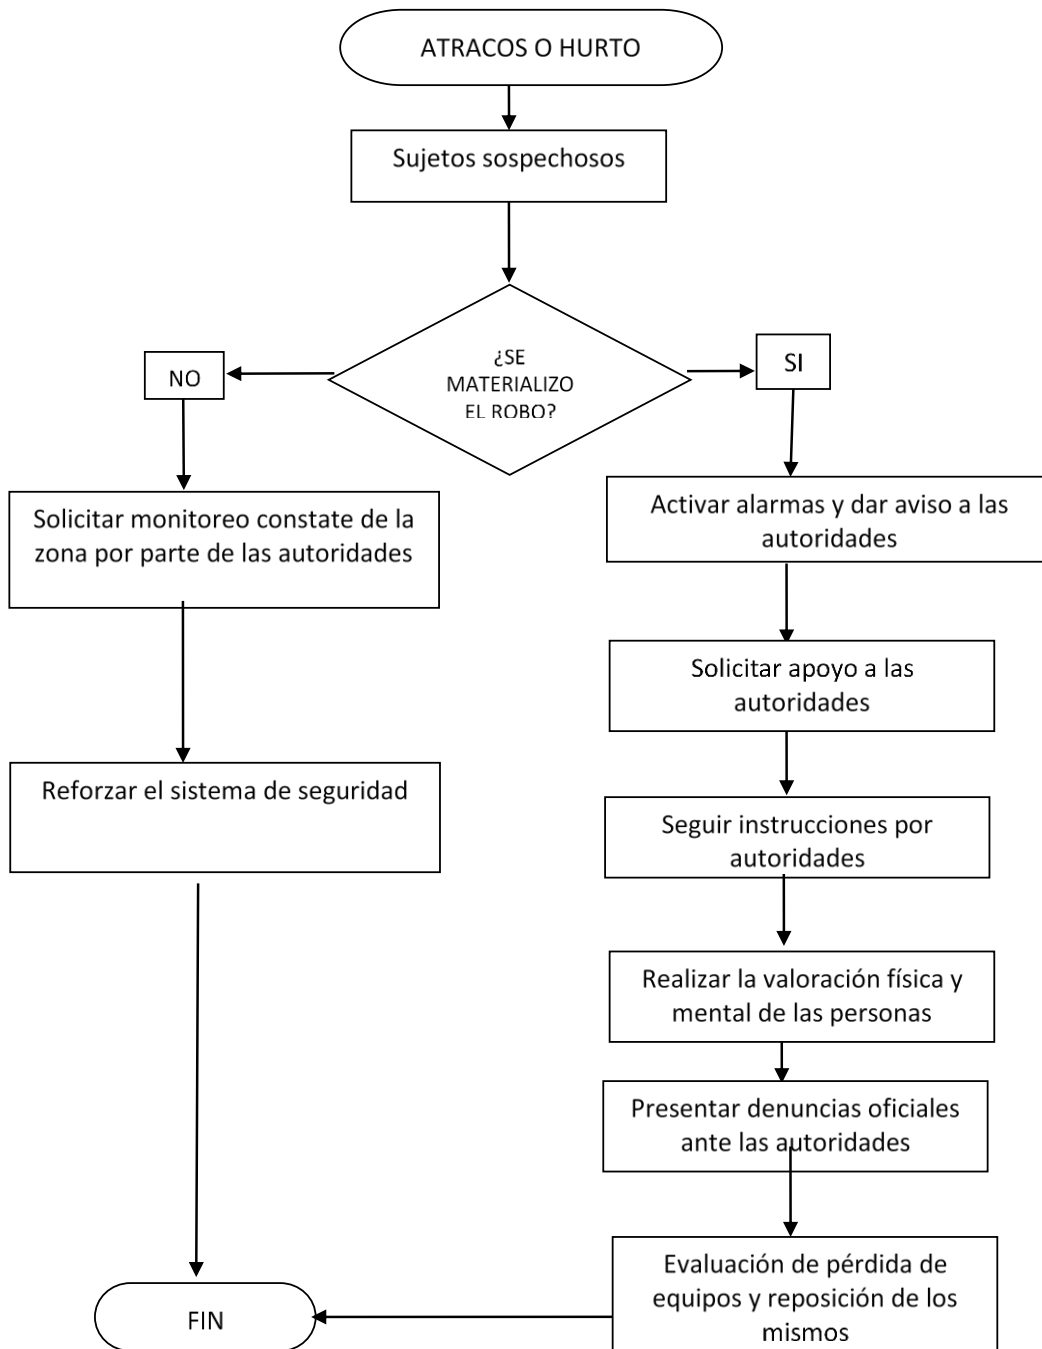 ATRACOS O HURTO
Sujetos sospechosos
¿SE
MATERIALIZO
EL ROBO?
NO
SI
Solicitar monitoreo constate de la
zona por parte de las autoridades
Reforzar el sistema de seguridad
Activar alarmas y dar aviso a las
autoridades
Solicitar apoyo a las
autoridades
Seguir instrucciones por
autoridades
Realizar la valoración física y
mental de las personas
Presentar denuncias oficiales
ante las autoridades
Evaluación de pérdida de
equipos y reposición de los
mismos
FIN